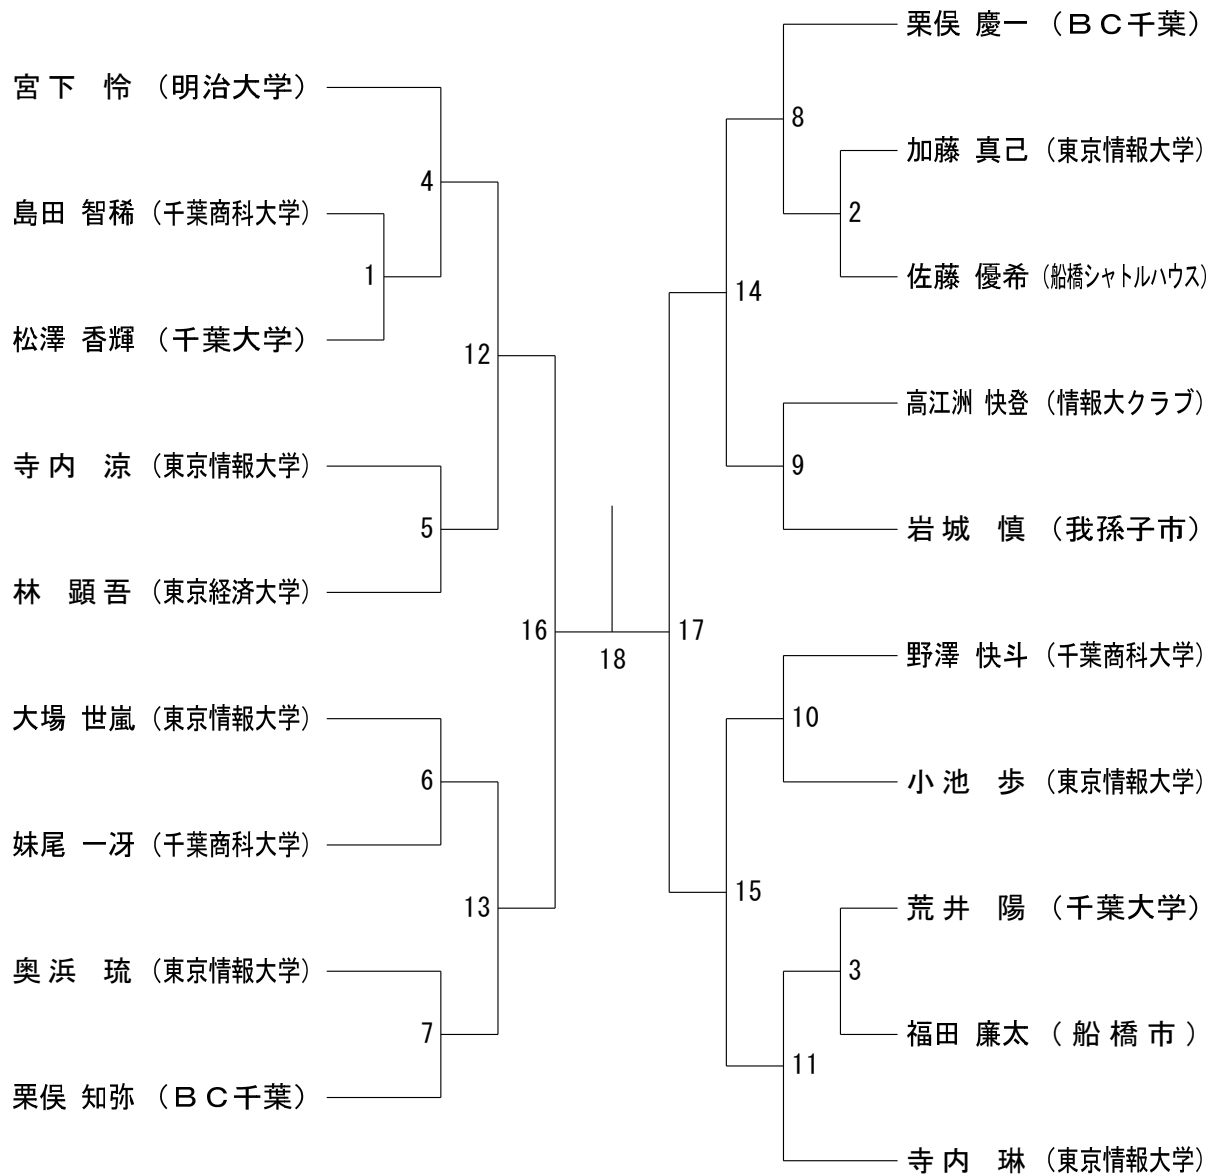 宮下 怜 （明治大学）
島田 智稀 （千葉商科大学）
松澤 香輝 （千葉大学）
寺内 涼 （東京情報大学）
林 顕吾 （東京経済大学）
大場 世嵐 （東京情報大学）
妹尾 一冴 （千葉商科大学）
奥浜 琉 （東京情報大学）
栗俣 知弥 （ＢＣ千葉）
1
4
5
6
7
12
13
16
18
17
14
15
8
9
10
11
2
3
栗俣 慶一 （ＢＣ千葉）
加藤 真己 （東京情報大学）
佐藤 優希 （船橋シャトルハウス）
高江洲 快登 （情報大クラブ）
岩城 慎 （我孫子市）
野澤 快斗 （千葉商科大学）
小池 歩 （東京情報大学）
荒井 陽 （千葉大学）
福田 廉太 （船橋市）
寺内 琳 （東京情報大学）